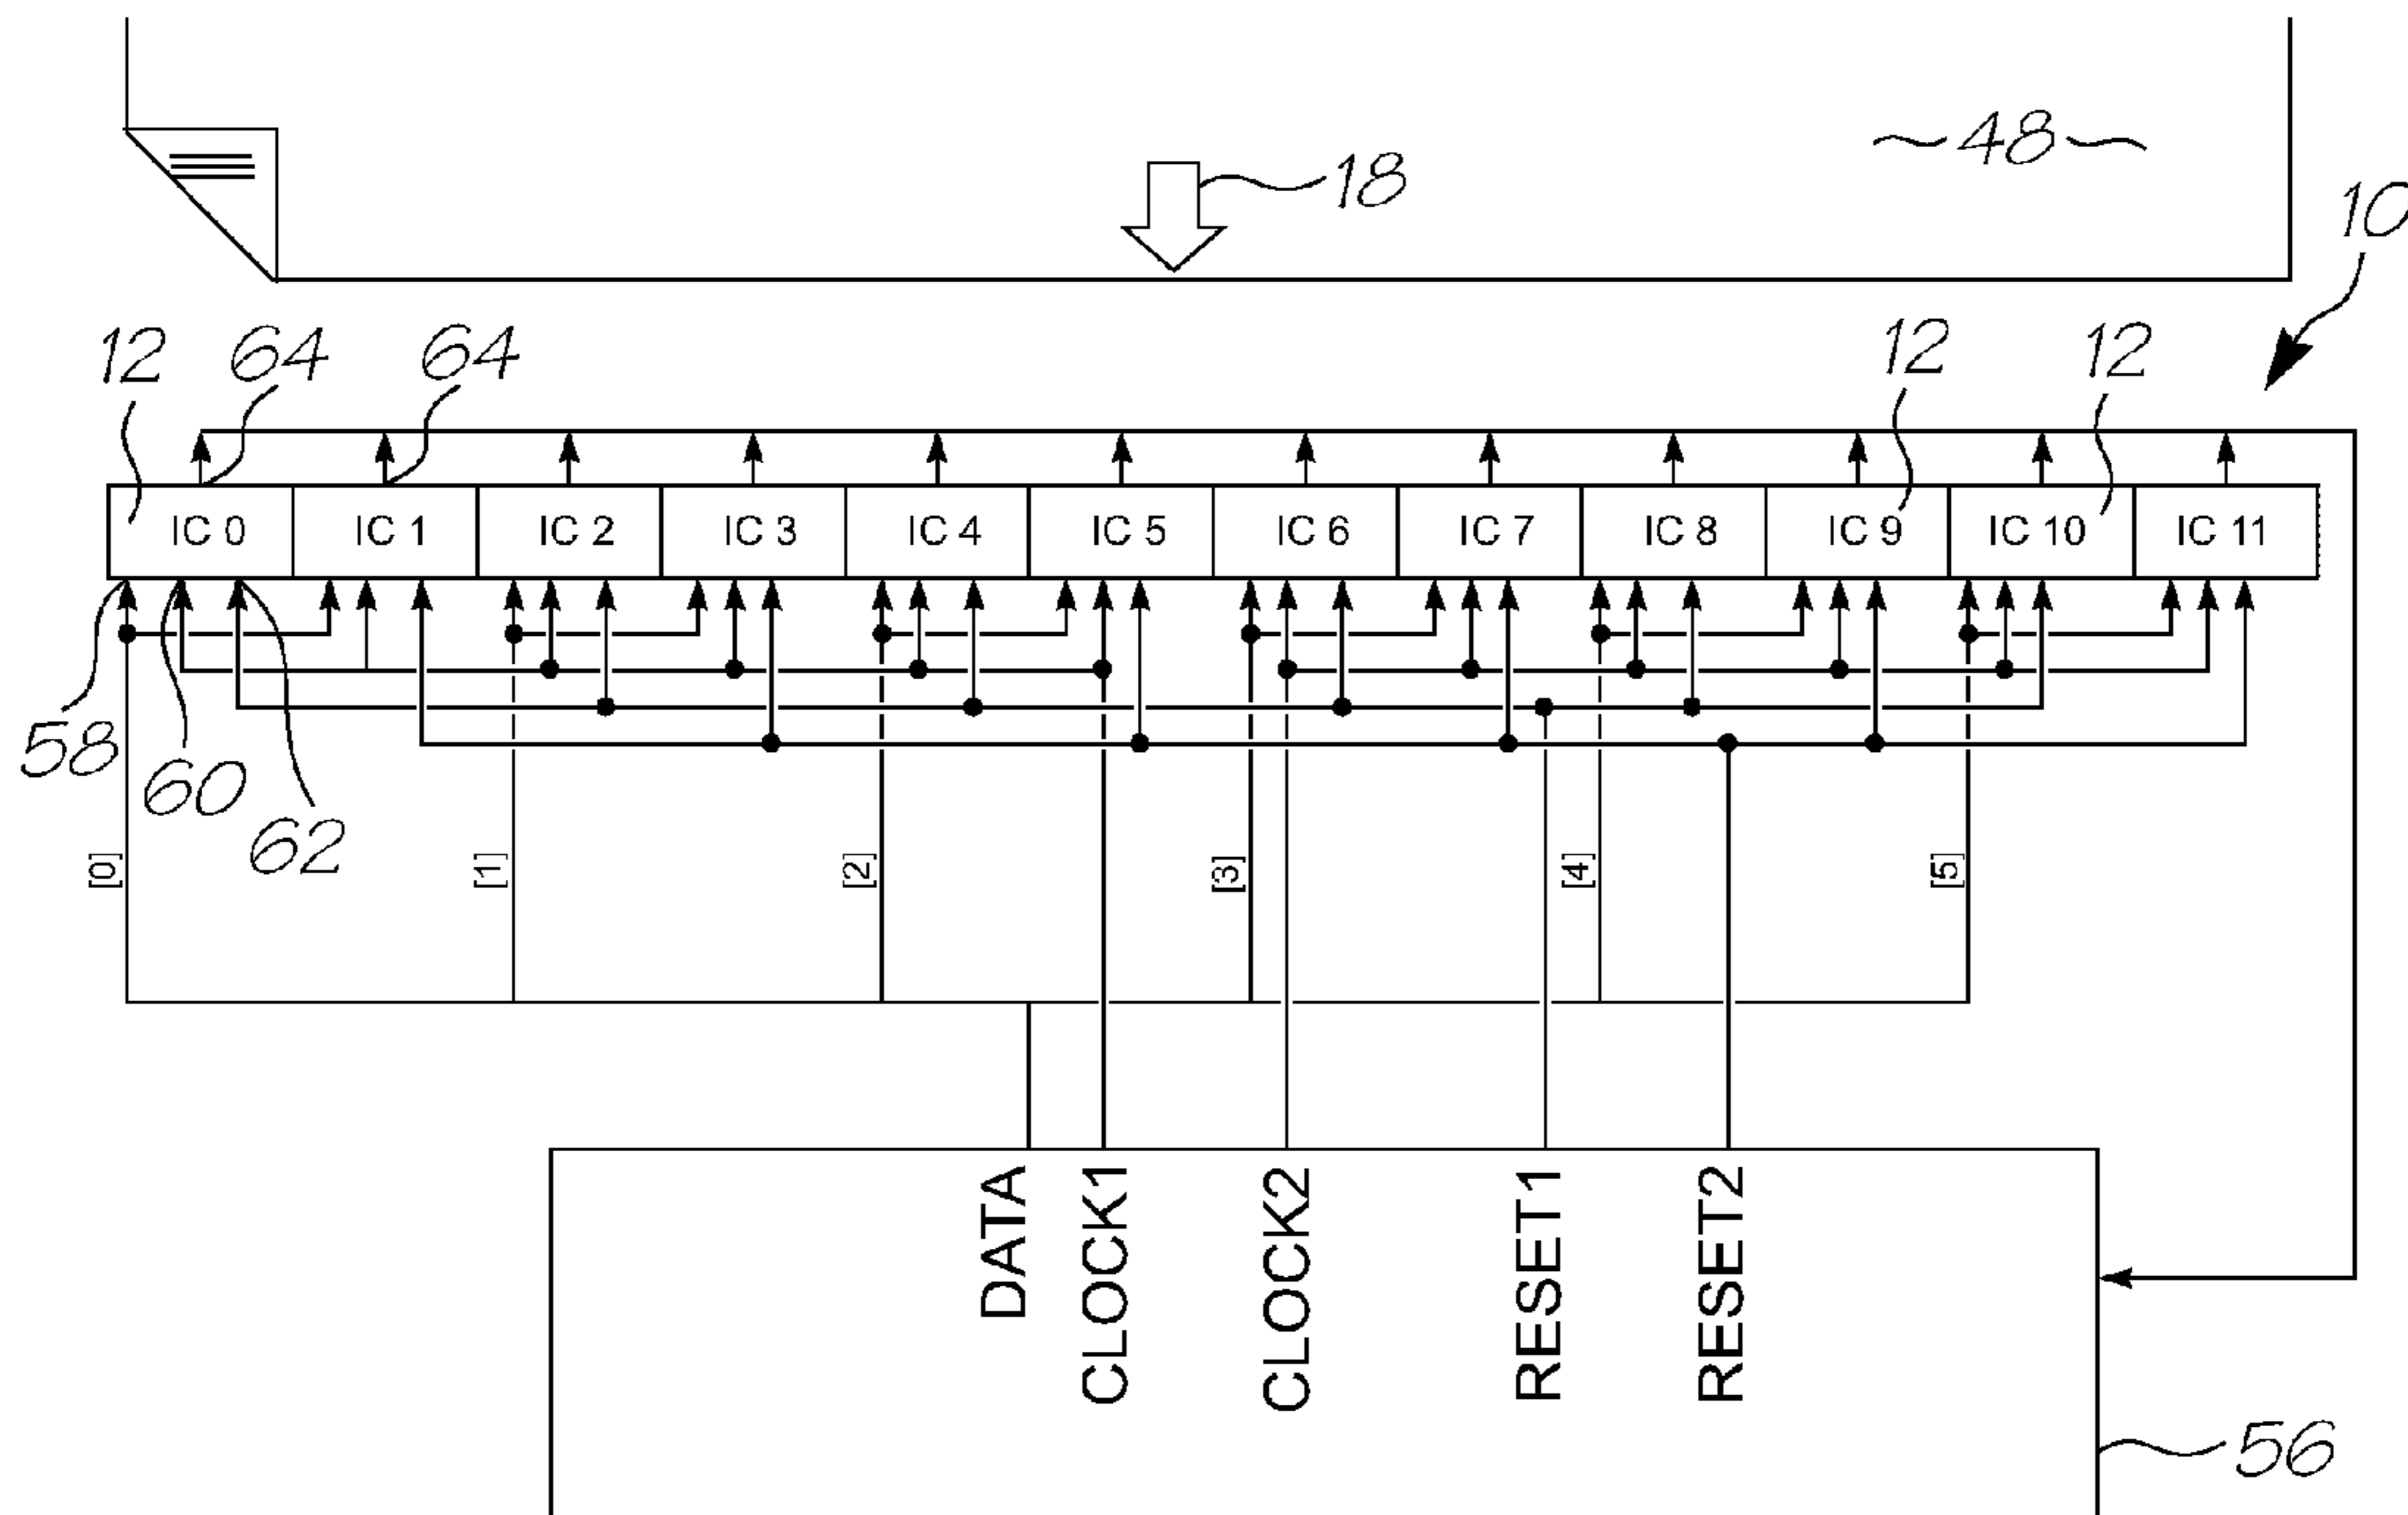 ~48~
18
10
12 64 64 12 12
IC 0 IC 1 IC 2 IC 3 IC 4 IC 5 IC 6 IC 7 IC 8 IC 9 IC 10 IC 11
58 60 62
[0] [1] [2] [3] [4] [5]
DATA
CLOCK1
CLOCK2
RESET1
RESET2
56